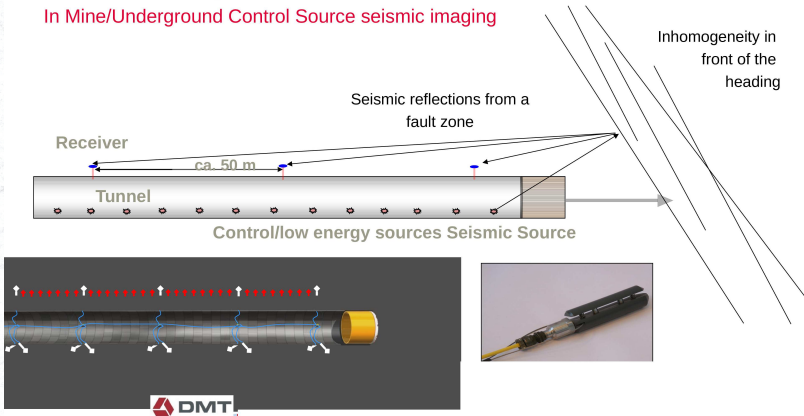 In Mine/Underground Control Source seismic imaging
Inhomogeneity in
front of the
heading
Seismic reflections from a
fault zone
Receiver
ca. 50 m
Tunnel
Control/low energy sources Seismic Source
DMT